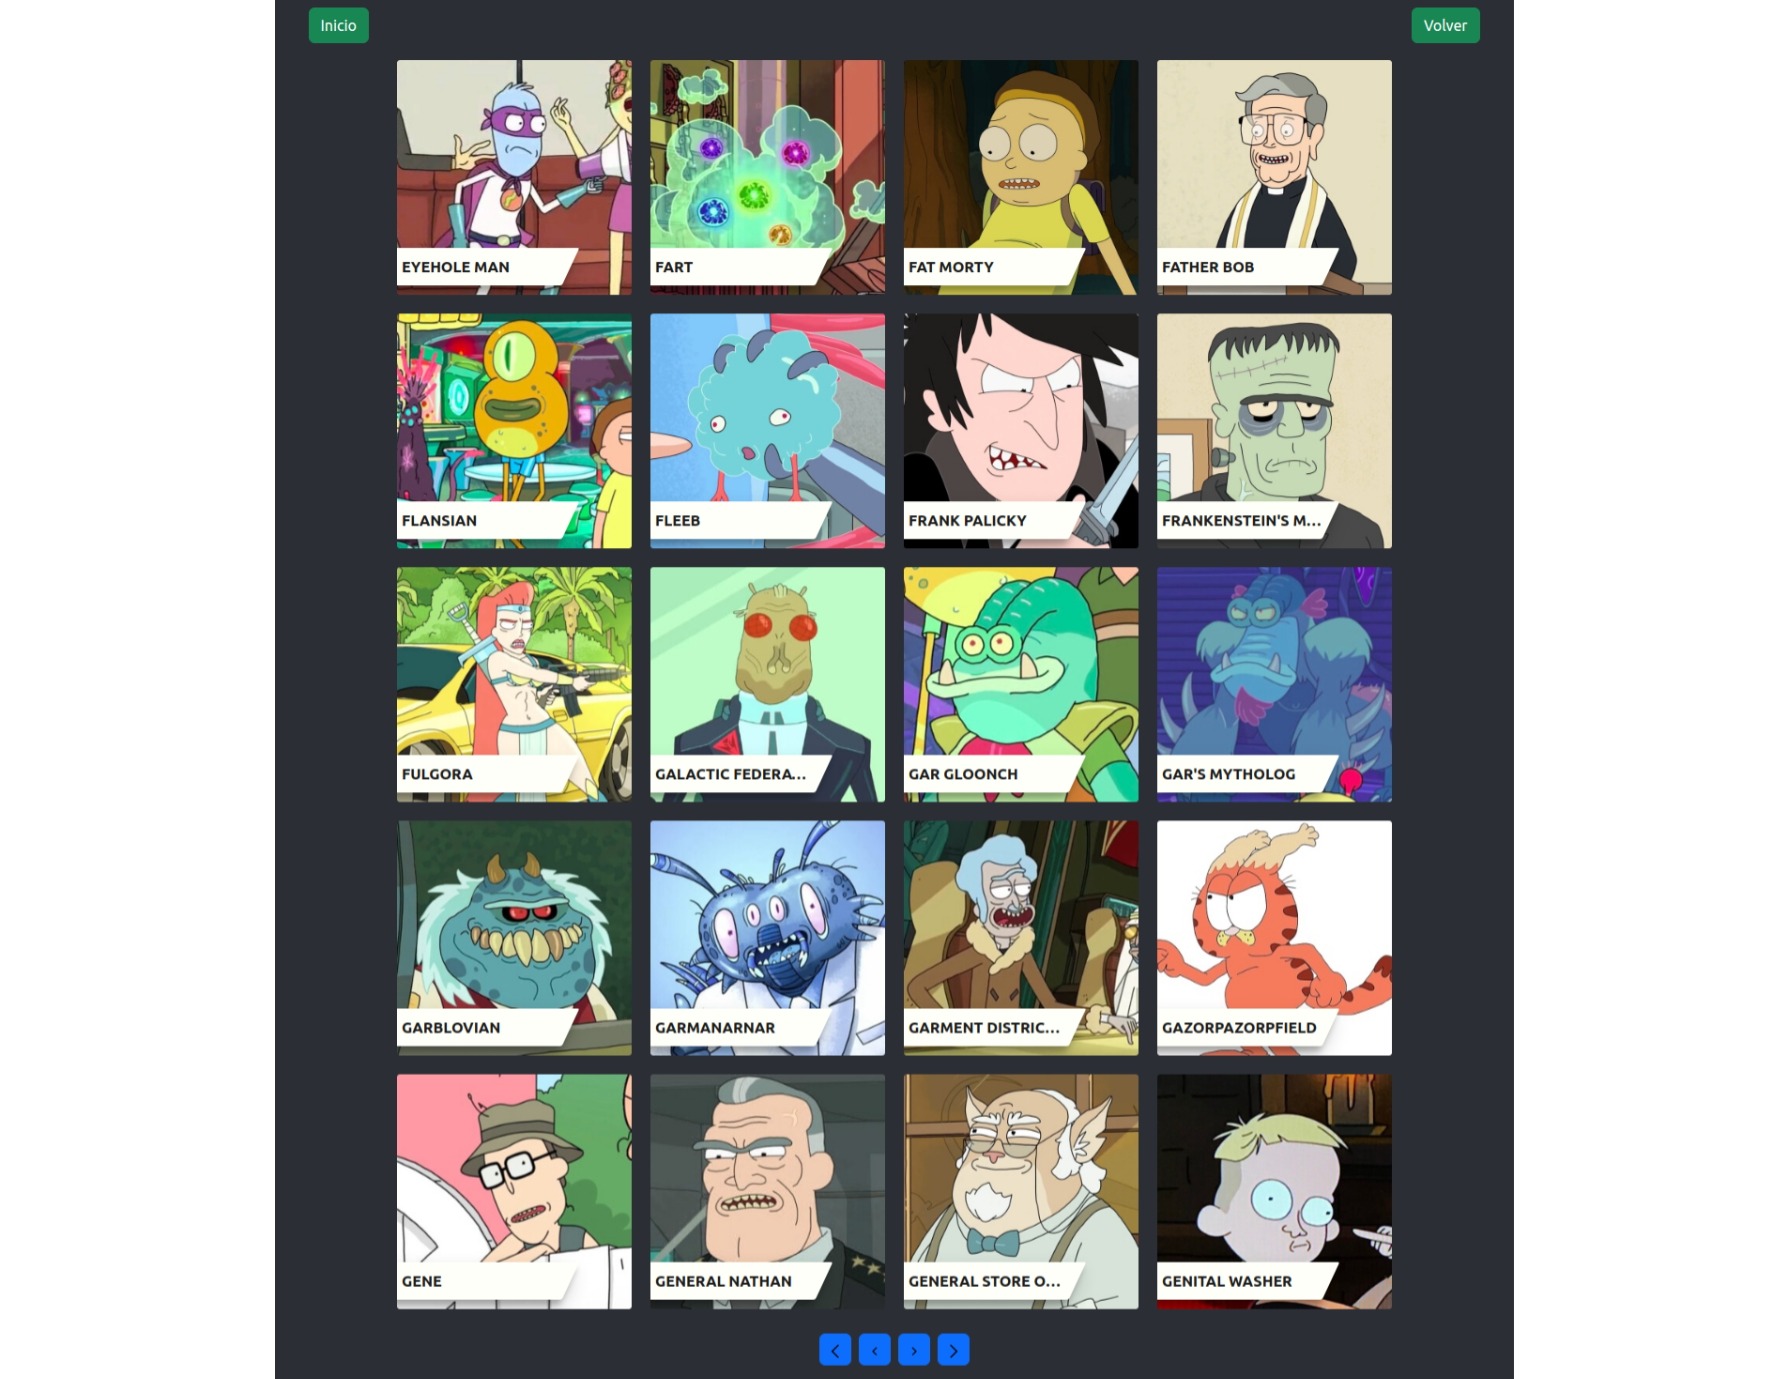 Inicio
Volver
EYEHOLE MAN
FART
FAT MORTY
FATHER BOB
FLANSIAN
FLEEB
FRANK PALICKY
FRANKENSTEIN'S M...
FULGORA
GALACTIC FEDERA...
GAR GLOONCH
GAR'S MYTHOLOG
GARBLOVIAN
GARMANARNAR
GARMENT DISTRIC...
GAZORPAZORPFIELD
GENE
GENERAL NATHAN
GENERAL STORE O...
GENITAL WASHER